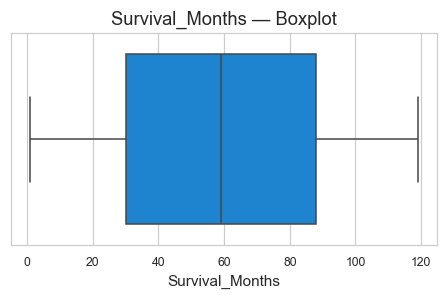 Survival_Months — Boxplot
0 20 40 60 80 100 120
Survival_Months